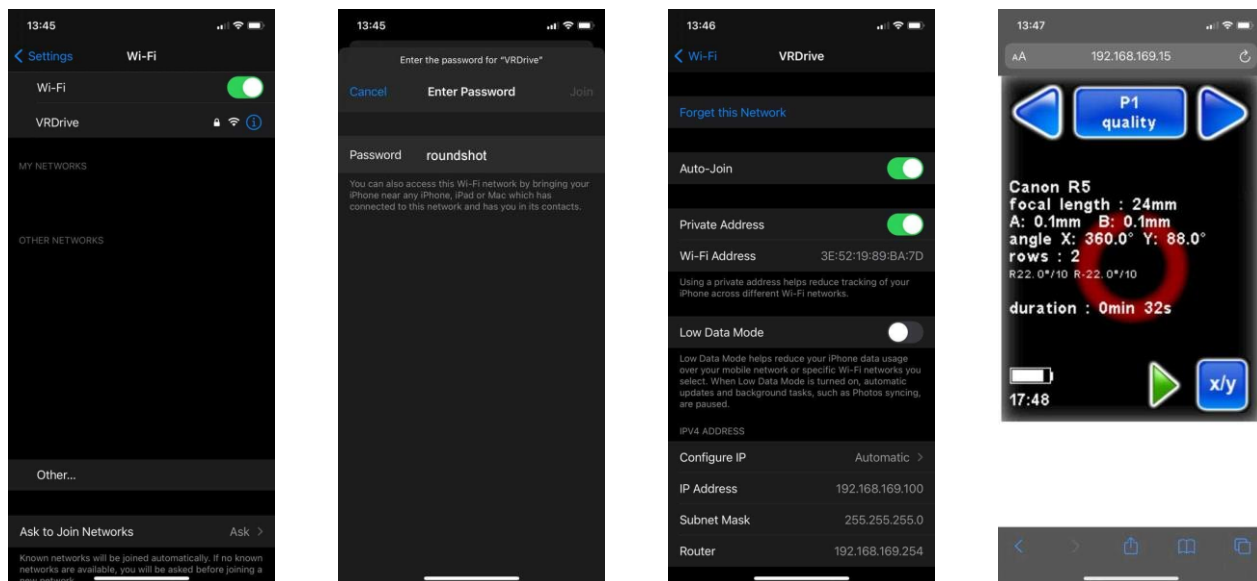 13:45
Settings
Wi-Fi
Wi-Fi
VRDrive
MY NETWORKS
OTHER NETWORKS
Other...
Ask to Join Networks
Ask
Known networks will be joined automatically. If no known
networks are available, you will be asked before joining a
new network.
13:45
Enter the password for "VRDrive"
Cancel
Enter Password
Join
Password
roundshot
You can also access this Wi-Fi network by bringing your
iPhone near any iPhone, iPad or Mac which has
connected to this network and has you in its contacts.
13:46
Wi-Fi
VRDrive
Forget this Network
Auto-Join
Private Address
Wi-Fi Address
3E:52:19:89:BA:7D
Using a private address helps reduce tracking of your
iPhone across different Wi-Fi networks.
Low Data Mode
Low Data Mode helps reduce your iPhone data usage
over your mobile network or specific Wi-Fi networks you
select. When Low Data Mode is turned on, automatic
updates and background tasks, such as Photos syncing,
are paused.
IPV4 ADDRESS
Configure IP
Automatic
IP Address
192.168.169.100
Subnet Mask
255.255.255.0
Router
192.168.169.254
13:47
AA
192.168.169.15
P1
quality
Canon R5
focal length : 24mm
A: 0.1mm B: 0.1mm
angle X: 360.0° Y: 88.0°
rows : 2
R22.0°/10 R-22.0°/10
duration : 0min 32s
17:48
x/y